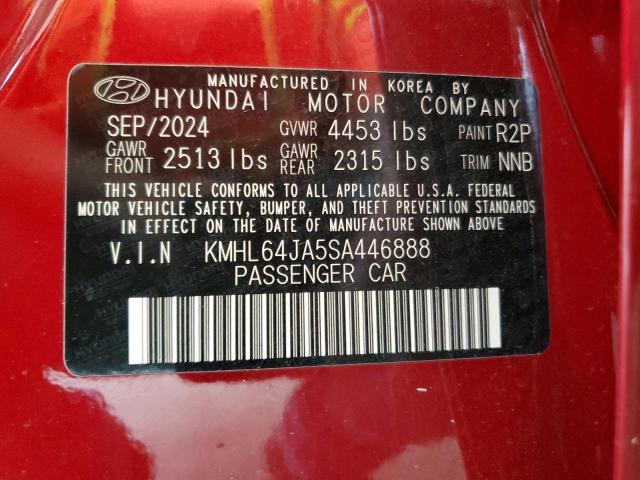 MANUFACTURED IN KOREA BY
HYUNDAI MOTOR COMPANY
SEP/2024 GVWR 4453 lbs PAINT R2P
GAWR FRONT 2513 lbs GAWR REAR 2315 lbs TRIM NNB
THIS VEHICLE CONFORMS TO ALL APPLICABLE U.S.A. FEDERAL
MOTOR VEHICLE SAFETY, BUMPER, AND THEFT PREVENTION STANDARDS
IN EFFECT ON THE DATE OF MANUFACTURE SHOWN ABOVE
V.I.N KMHL64JA5SA446888
PASSENGER CAR